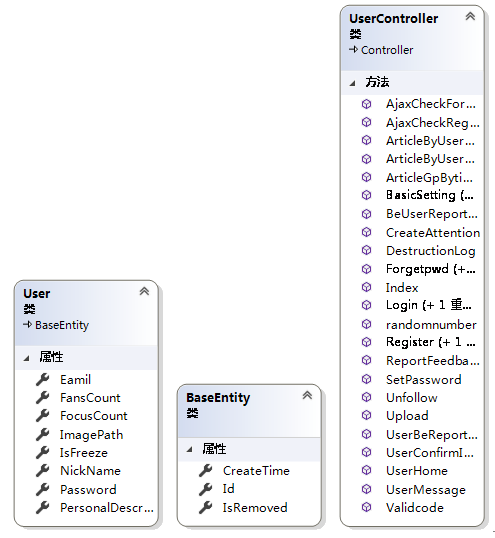 User
类
BaseEntity
属性
Eamil
FansCount
FocusCount
ImagePath
IsFreeze
NickName
Password
PersonalDescr...
BaseEntity
类
属性
CreateTime
Id
IsRemoved
UserController
类
Controller
方法
AjaxCheckFor...
AjaxCheckReg...
ArticleByUser...
ArticleByUser...
ArticleGpByti...
BasicSetting (...
BeUserReport...
CreateAttention
DestructionLog
Forgetpwd (+...
Index
Login (+ 1 重...
randomnumber
Register (+ 1 ...
ReportFeedba...
SetPassword
Unfollow
Upload
UserBeReport...
UserConfirmI...
UserHome
UserMessage
Validcode